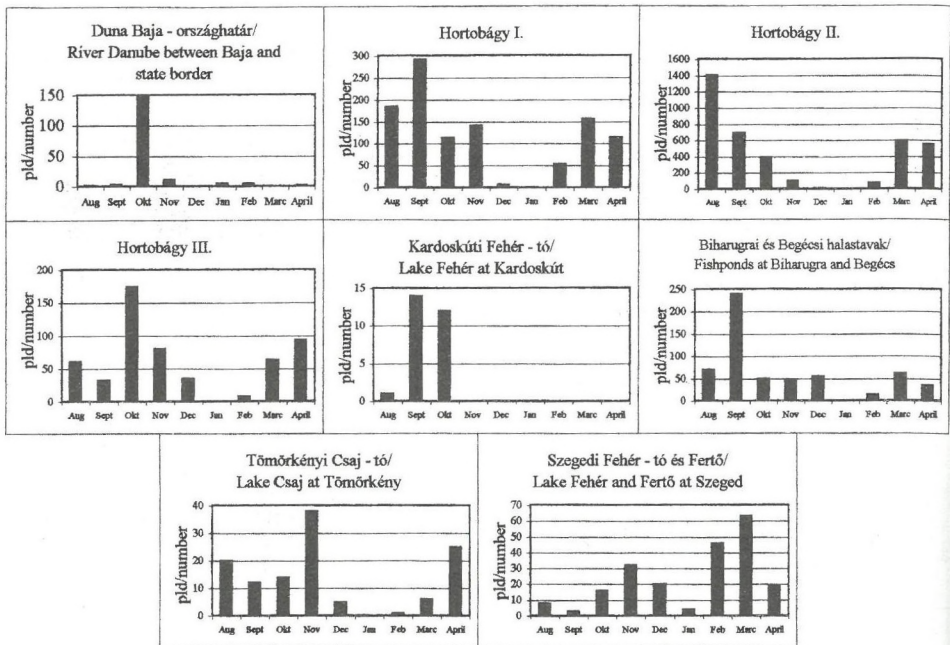 Duna Baja - országhatár/
River Danube between Baja and
state border
pld/number
150
100
50
0
Aug Sept Okt Nov Dec Jan Feb Marc April
Hortobágy I.
pld/number
300
250
200
150
100
50
0
Aug Sept Okt Nov Dec Jan Feb Marc April
Hortobágy II.
pld/number
1600
1400
1200
1000
800
600
400
200
0
Aug Sept Okt Nov Dec Jan Feb Marc April
Hortobágy III.
pld/number
200
150
100
50
0
Aug Sept Okt Nov Dec Jan Feb Marc April
Kardoskúti Fehér - tó/
Lake Fehér at Kardoskút
pld/number
15
10
5
0
Aug Sept Okt Nov Dec Jan Feb Marc April
Biharugrai és Begécsi halastavak/
Fishponds at Biharugra and Begécs
pld/number
250
200
150
100
50
0
Aug Sept Okt Nov Dec Jan Feb Marc April
Tömörkényi Csaj - tó/
Lake Csaj at Tömörkény
pld/number
40
30
20
10
0
Aug Sept Okt Nov Dec Jan Feb Marc April
Szegedi Fehér - tó és Fertő/
Lake Fehér and Fertő at Szeged
pld/number
70
60
50
40
30
20
10
0
Aug Sept Okt Nov Dec Jan Feb Marc April